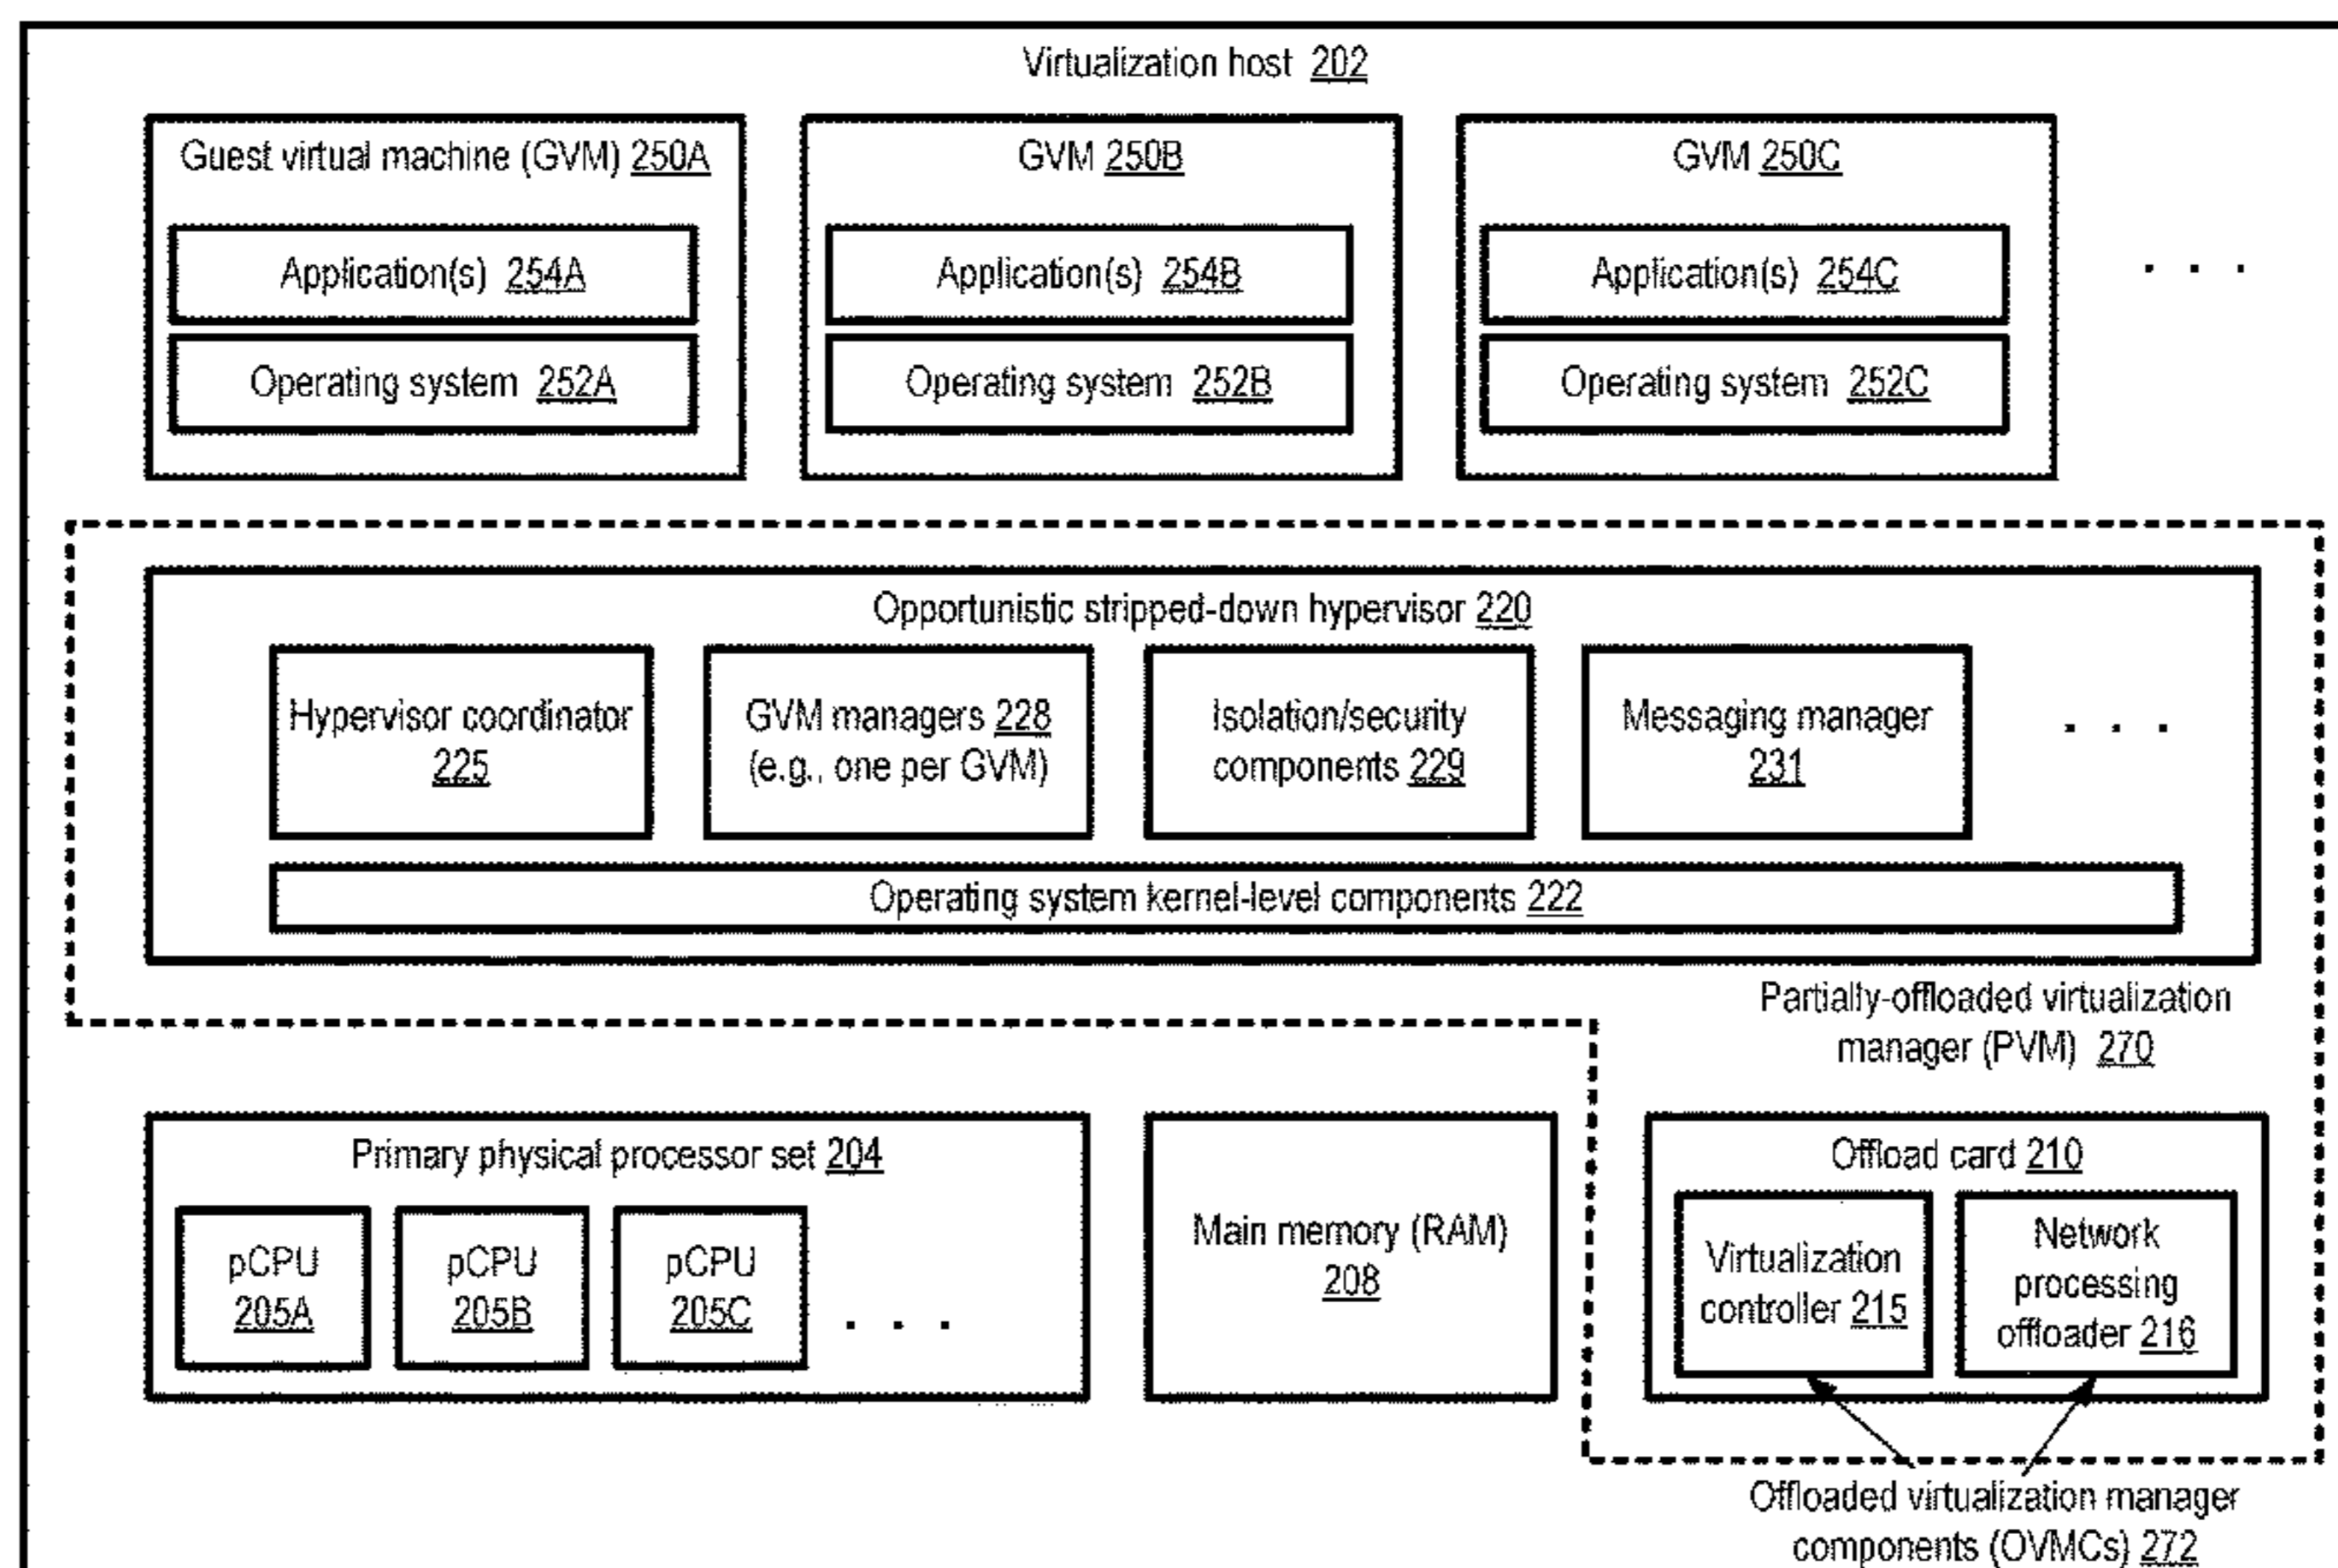 Virtualization host 202
Guest virtual machine (GVM) 250A
Application(s) 254A
Operating system 252A
GVM 250B
Application(s) 254B
Operating system 252B
GVM 250C
Application(s) 254C
Operating system 252C
. . .
Opportunistic stripped-down hypervisor 220
Hypervisor coordinator
225
GVM managers 228
(e.g., one per GVM)
Isolation/security
components 229
Messaging manager
231
. . .
Operating system kernel-level components 222
Partially-offloaded virtualization
manager (PVM) 270
Primary physical processor set 204
pCPU
205A
pCPU
205B
pCPU
205C
. . .
Main memory (RAM)
208
Offload card 210
Virtualization
controller 215
Network
processing
offloader 216
Offloaded virtualization manager
components (OVMCs) 272